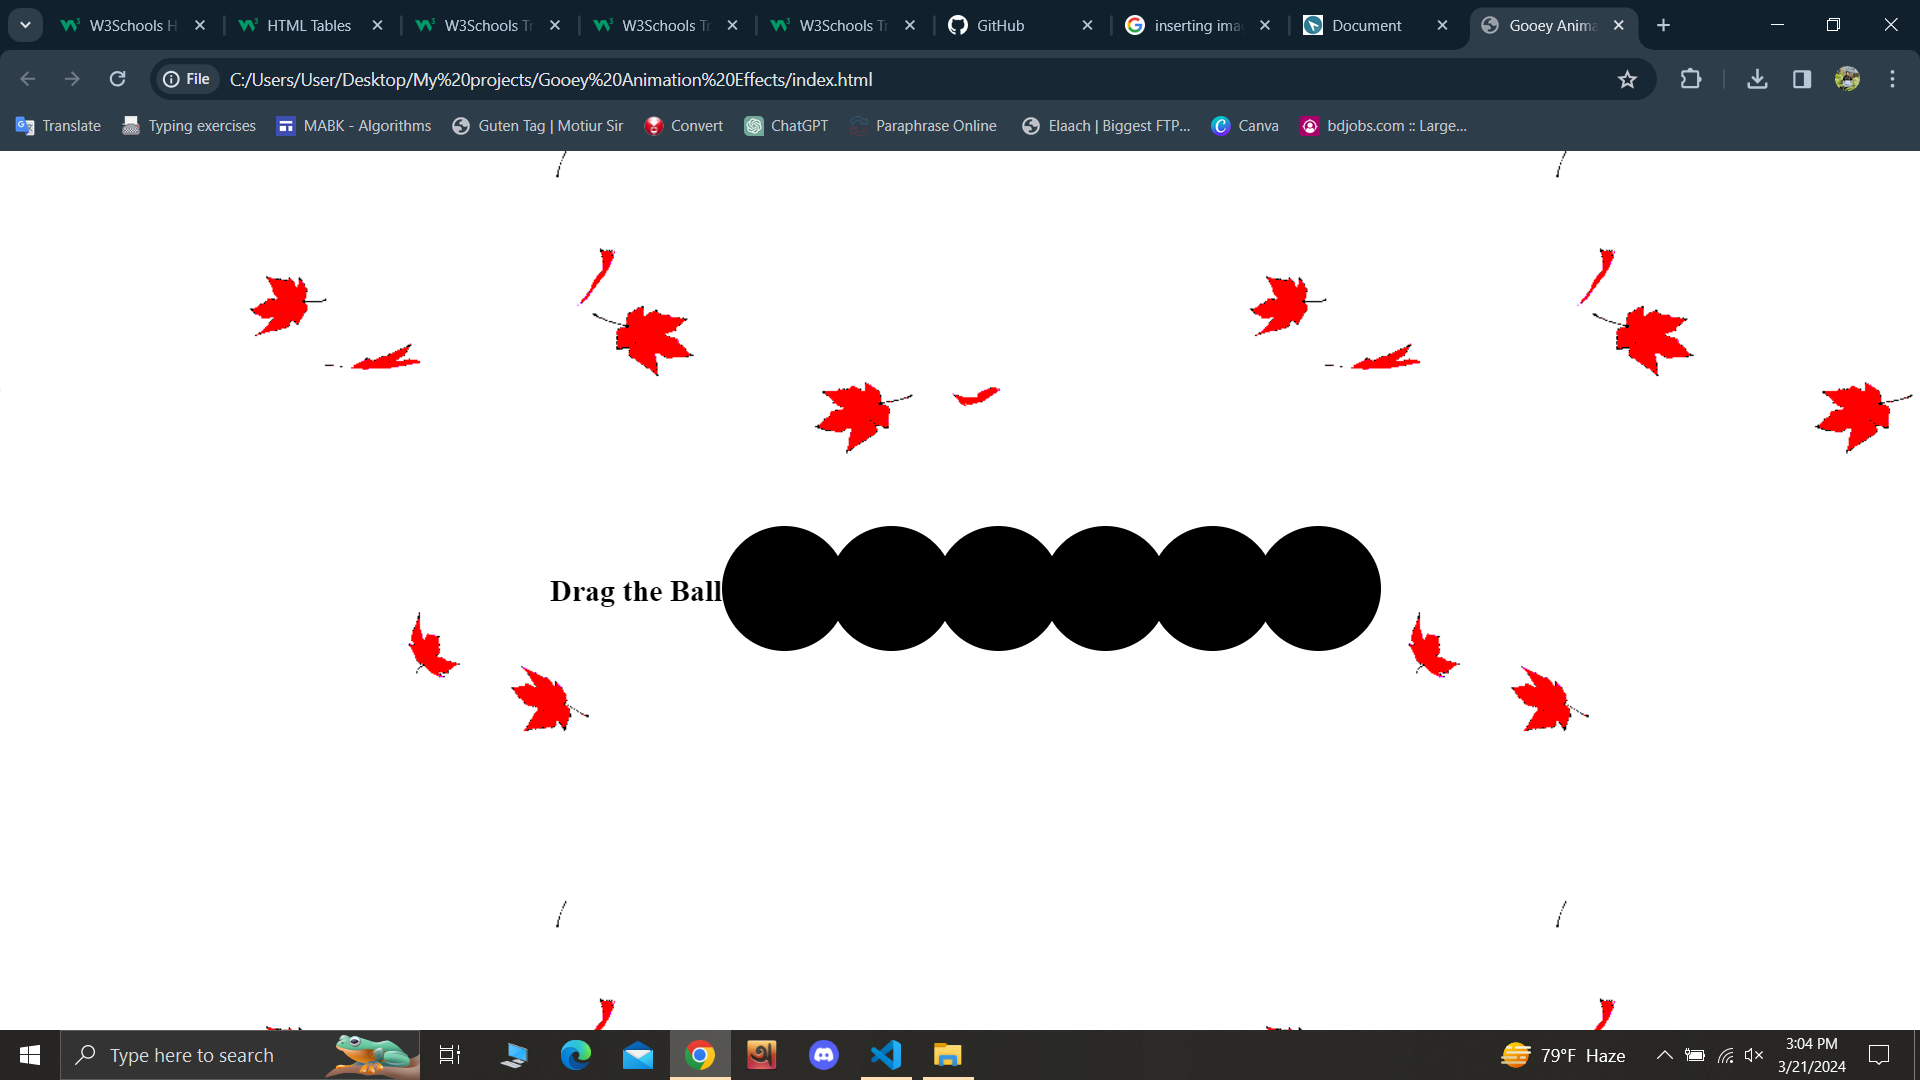 W3Schools H
HTML Tables
W3Schools Tr
W3Schools Tr
W3Schools Tr
GitHub
inserting ima
Document
Gooey Anima
File
C:/Users/User/Desktop/My%20projects/Gooey%20Animation%20Effects/index.html
Translate
Typing exercises
MABK - Algorithms
Guten Tag | Motiur Sir
Convert
ChatGPT
Paraphrase Online
Elaach | Biggest FTP...
Canva
bdjobs.com :: Large...
Drag the Ball
Type here to search
79°F Haze
3:04 PM
3/21/2024